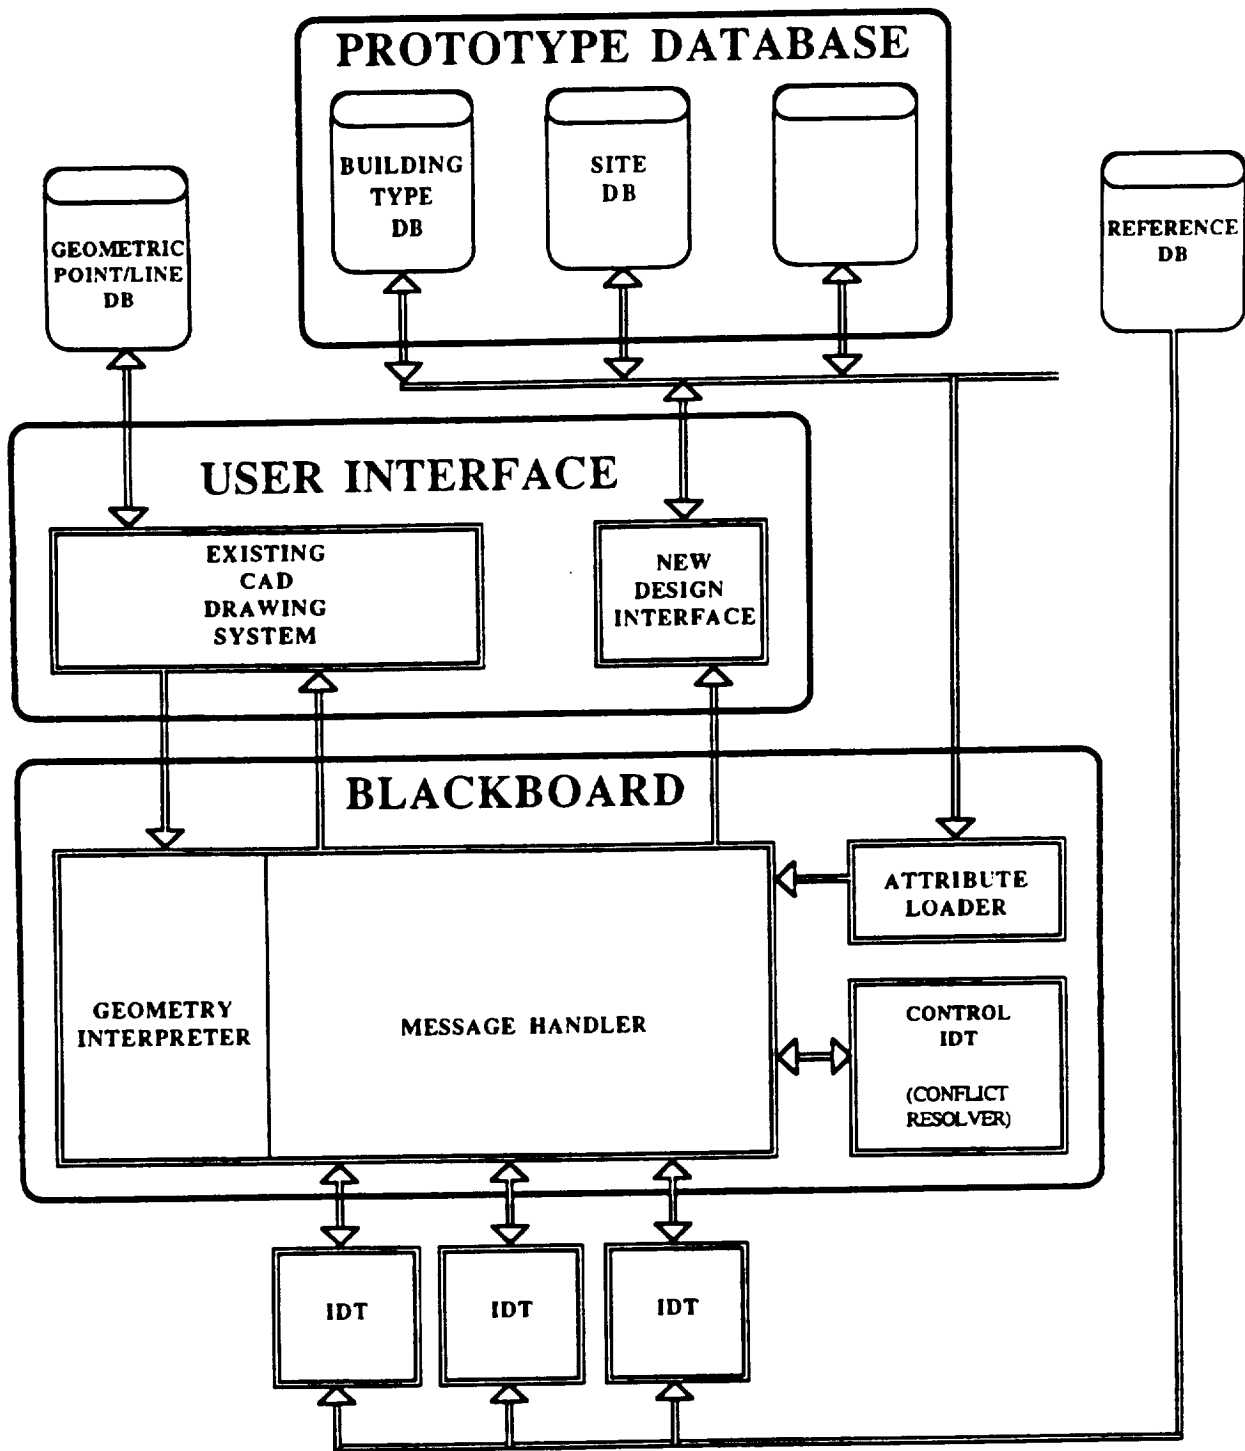 PROTOTYPE DATABASE
BUILDING
TYPE
DB
SITE
DB
GEOMETRIC
POINT/LINE
DB
REFERENCE
DB
USER INTERFACE
EXISTING
CAD
DRAWING
SYSTEM
NEW
DESIGN
INTERFACE
BLACKBOARD
GEOMETRY
INTERPRETER
MESSAGE HANDLER
ATTRIBUTE
LOADER
CONTROL
IDT
(CONFLICT
RESOLVER)
IDT
IDT
IDT